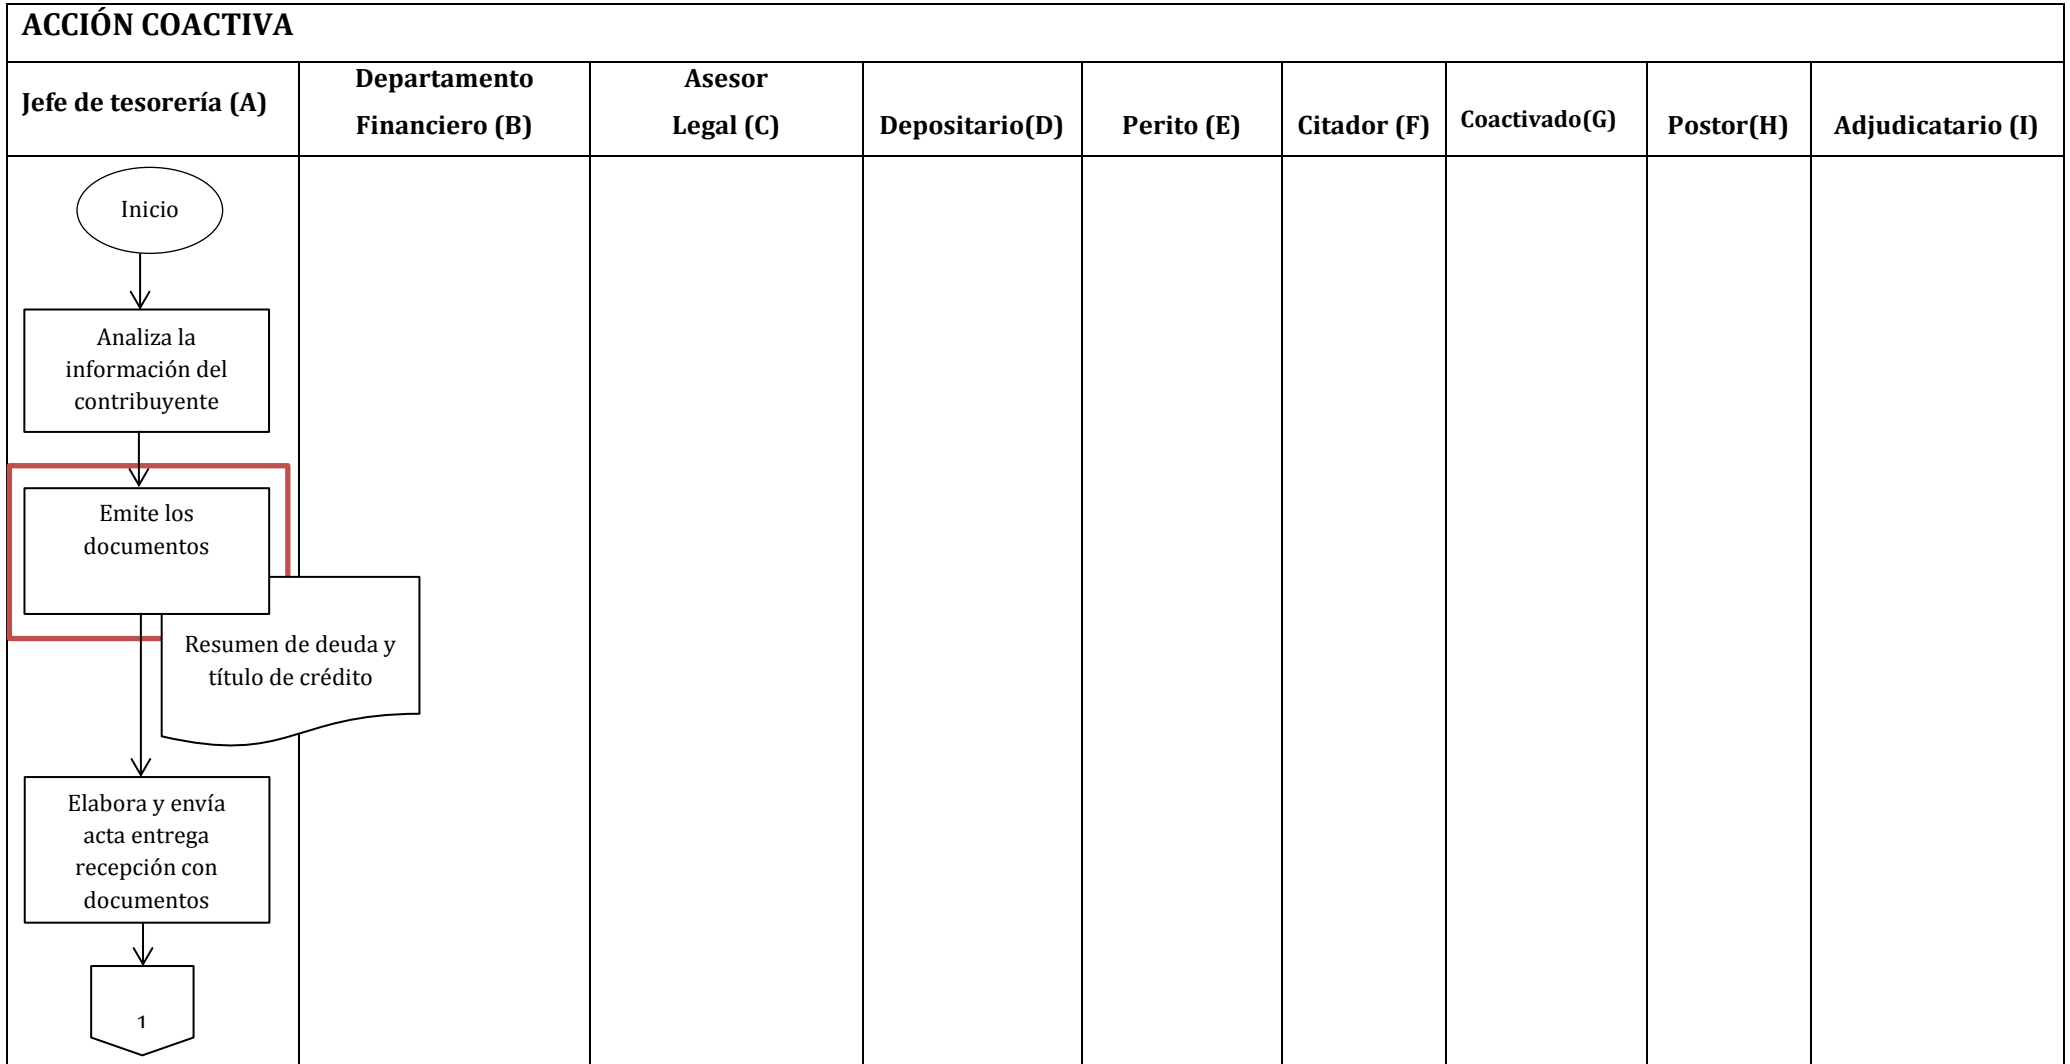 ACCIÓN COACTIVA
Jefe de tesorería (A)
Departamento
Financiero (B)
Asesor
Legal (C)
Depositario(D)
Perito (E)
Citador (F)
Coactivado(G)
Postor(H)
Adjudicatario (I)
Inicio
Analiza la
información del
contribuyente
Emite los
documentos
Resumen de deuda y
título de crédito
Elabora y envía
acta entrega
recepción con
documentos
1